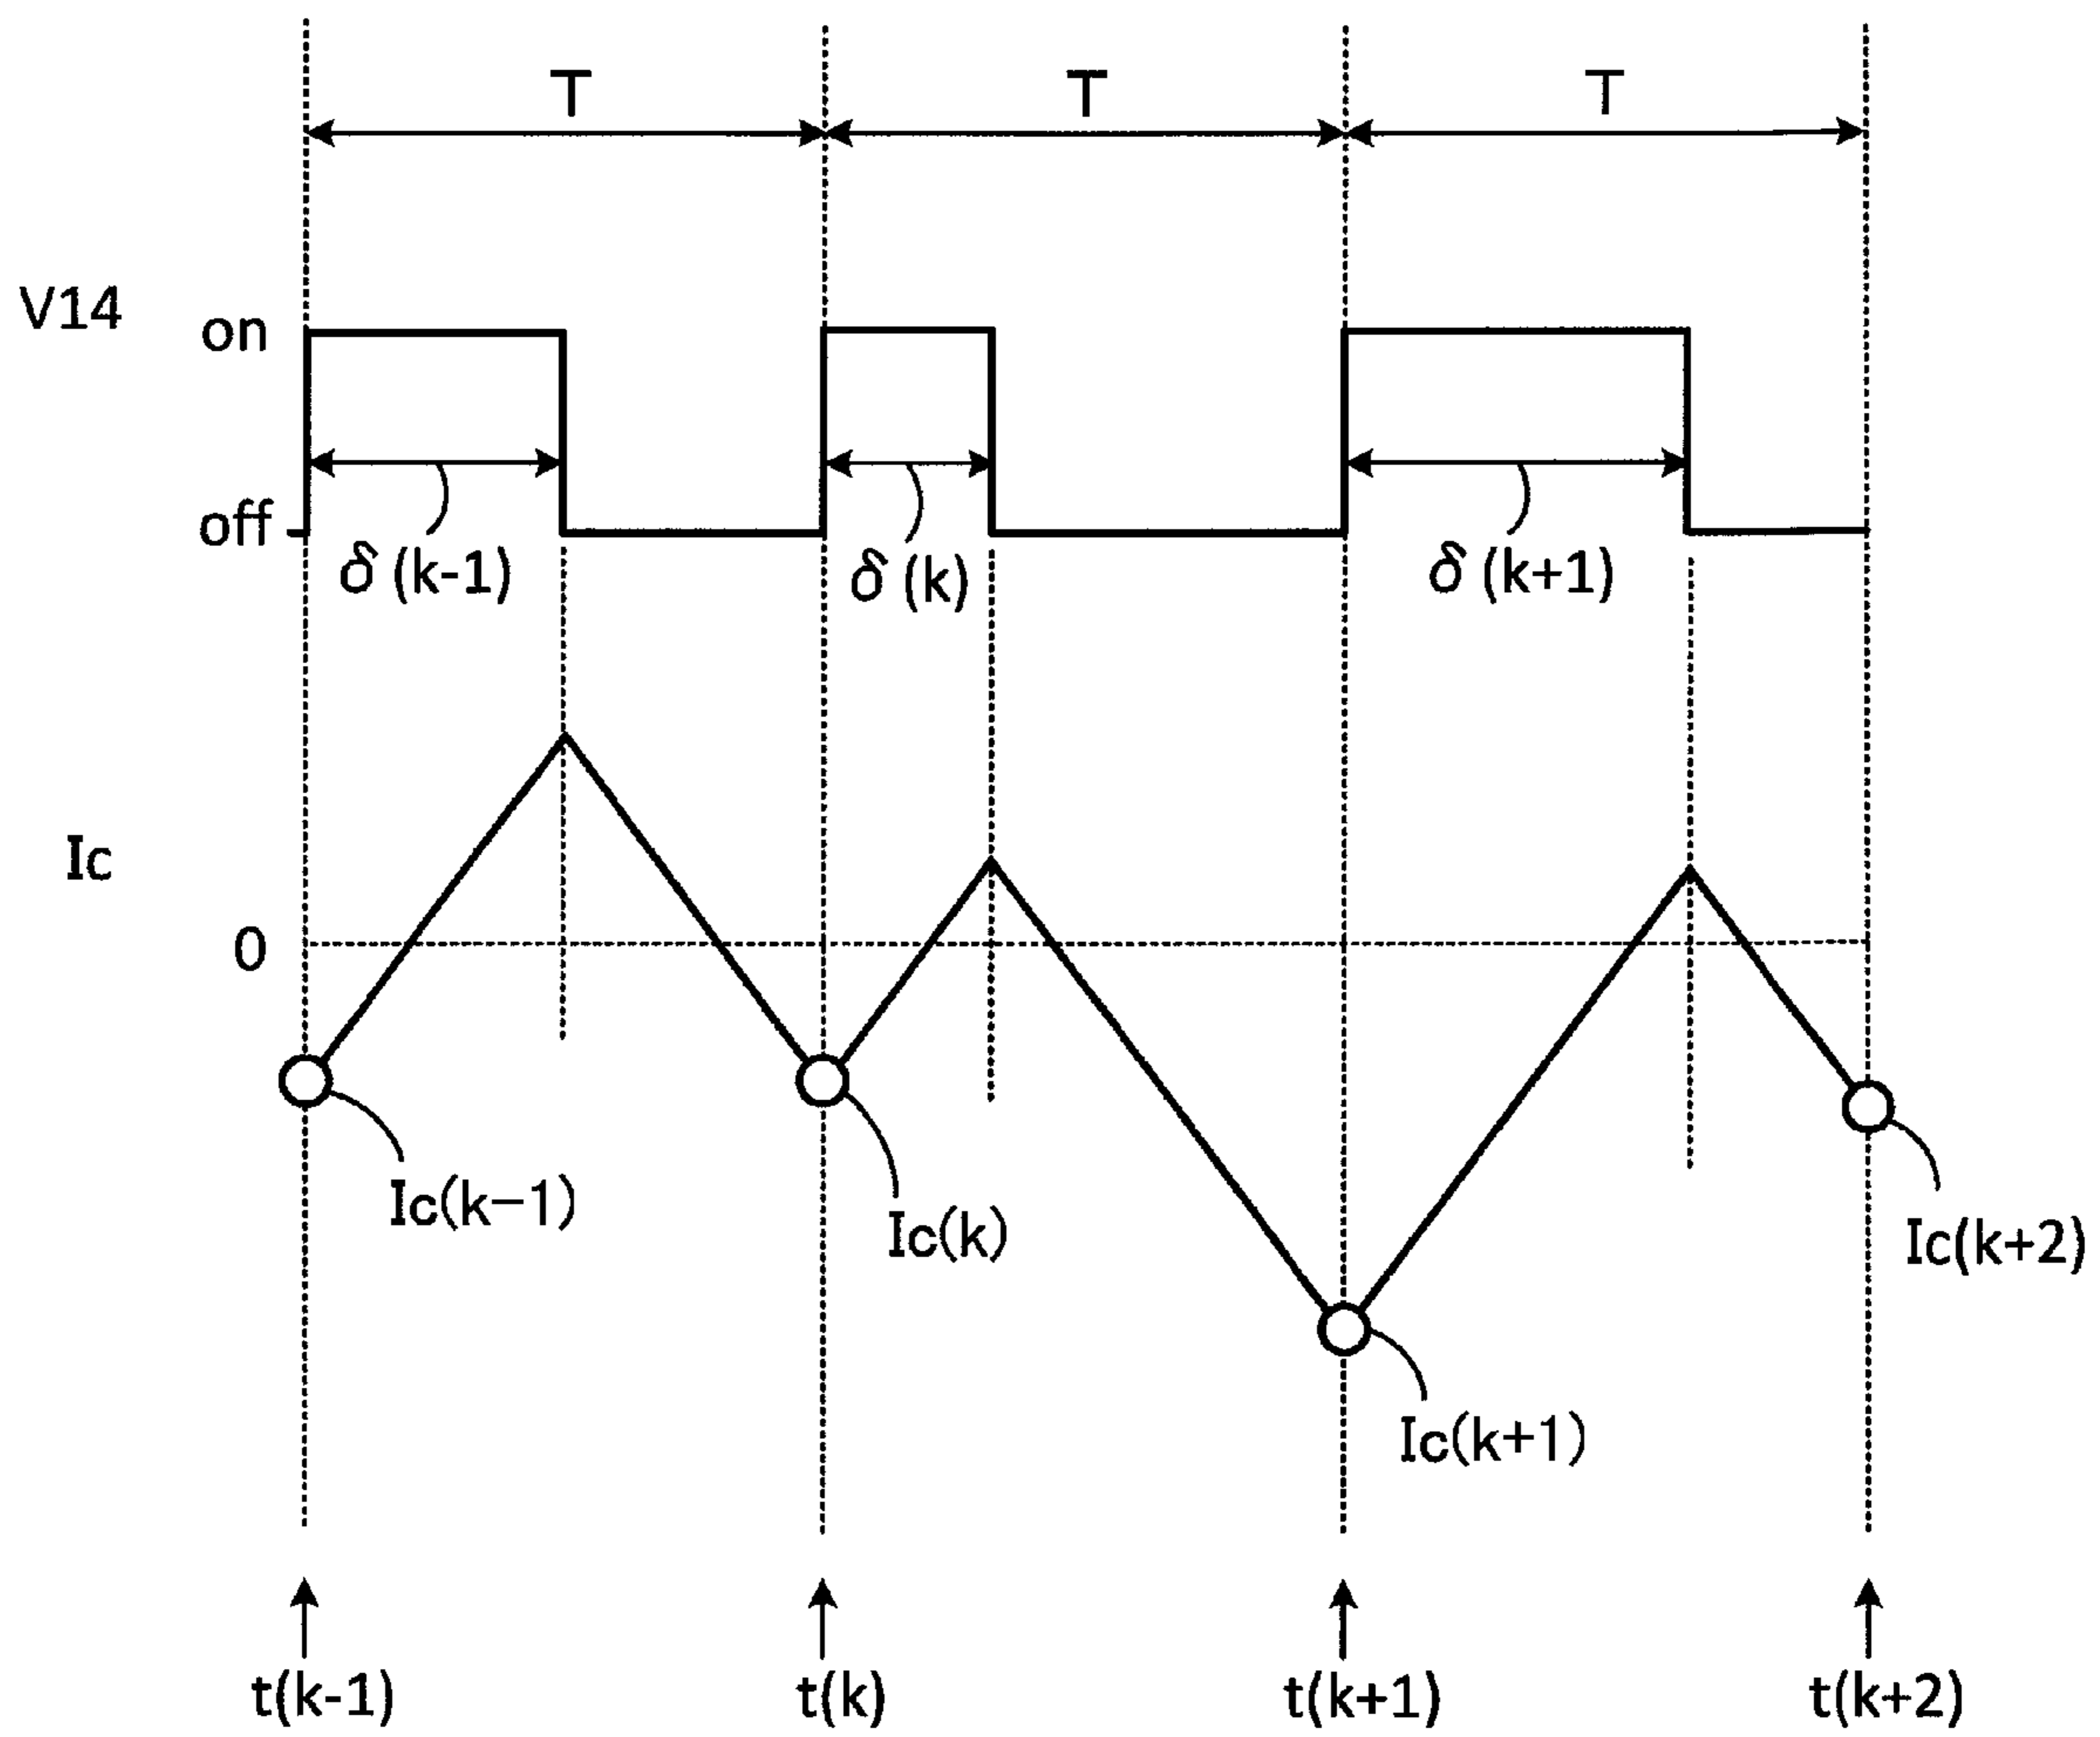 T T T
V14
on
off
δ (k-1) δ (k) δ (k+1)
Ic
0
Ic(k−1)
Ic(k)
Ic(k+2)
Ic(k+1)
t(k-1) t(k) t(k+1) t(k+2)